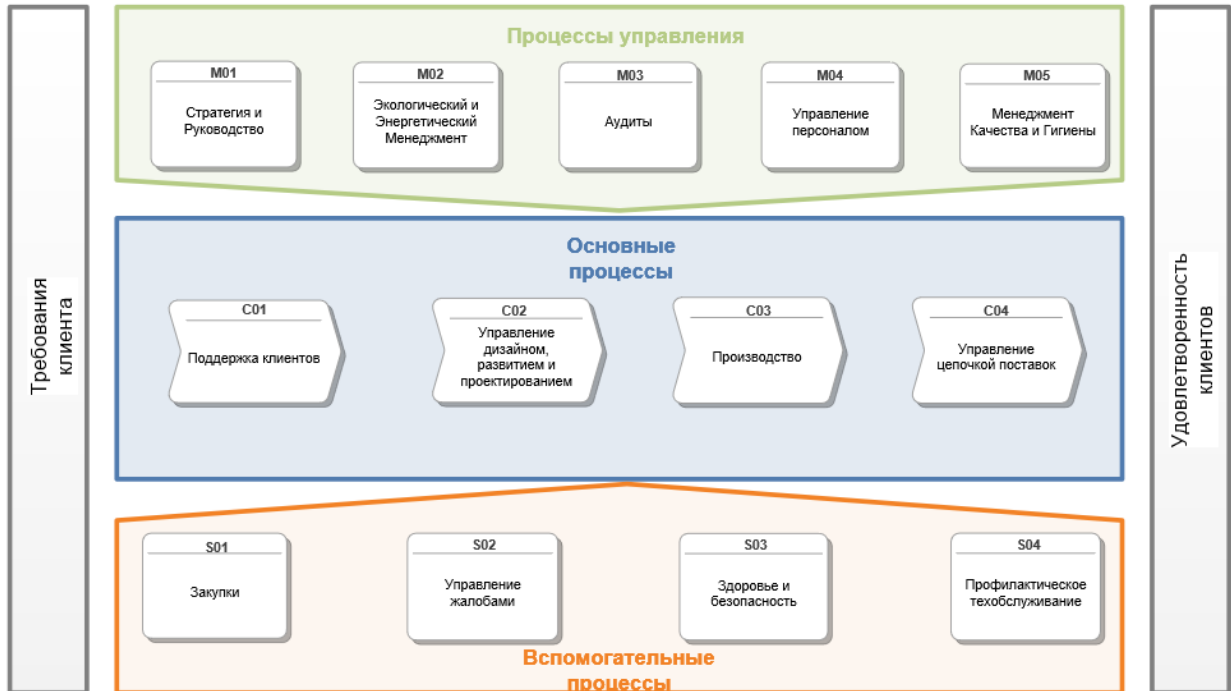 Требования
клиента
Процессы управления
M01
Стратегия и
Руководство
M02
Экологический и
Энергетический
Менеджмент
M03
Аудиты
M04
Управление
персоналом
M05
Менеджмент
Качества и Гигиены
Основные
процессы
C01
Поддержка клиентов
C02
Управление
дизайном,
развитием и
проектированием
C03
Производство
C04
Управление
цепочкой поставок
S01
Закупки
S02
Управление
жалобами
S03
Здоровье и
безопасность
S04
Профилактическое
техобслуживание
Вспомогательные
процессы
Удовлетворенность
клиентов